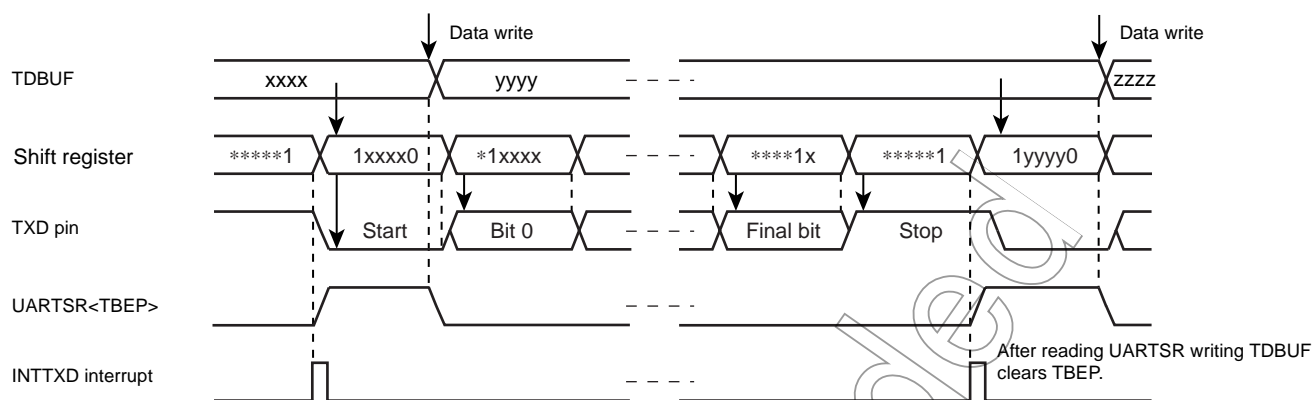 Data write Data write
TDBUF xxxx yyyy zzzz
Shift register *****1 1xxxx0 *1xxxx ****1x *****1 1yyyy0
TXD pin Start Bit 0 Final bit Stop
UARTSR<TBEP>
After reading UARTSR writing TDBUF
clears TBEP.
INTTXD interrupt